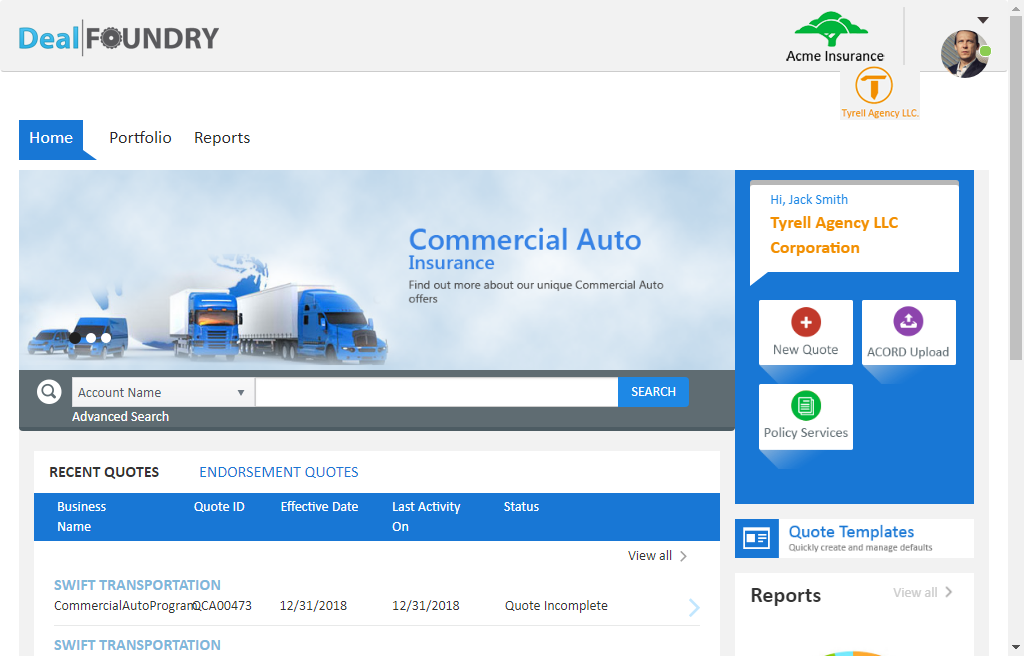 Deal FOUNDRY
Acme Insurance
Tyrell Agency LLC.
Home
Portfolio
Reports
Commercial Auto
Insurance
Find out more about our unique Commercial Auto
offers
Hi, Jack Smith
Tyrell Agency LLC
Corporation
New Quote
ACORD Upload
Policy Services
Account Name
SEARCH
Advanced Search
RECENT QUOTES
ENDORSEMENT QUOTES
Business
Name
Quote ID
Effective Date
Last Activity
On
Status
View all
SWIFT TRANSPORTATION
CommercialAutoProgram QCA00473 12/31/2018 12/31/2018 Quote Incomplete
SWIFT TRANSPORTATION
Quote Templates
Quickly create and manage defaults
Reports
View all